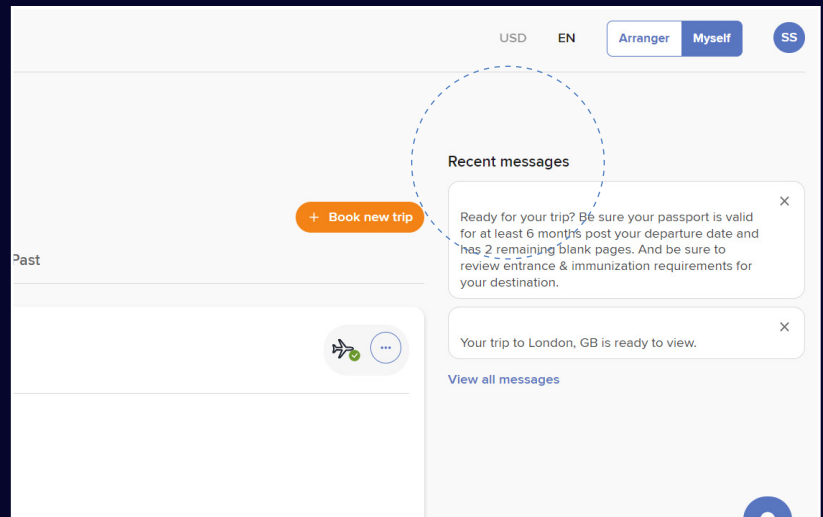 USD EN Arranger Myself SS
Recent messages
+ Book new trip
Ready for your trip? Be sure your passport is valid
for at least 6 months post your departure date and
has 2 remaining blank pages. And be sure to
review entrance & immunization requirements for
your destination.
Past
Your trip to London, GB is ready to view.
View all messages